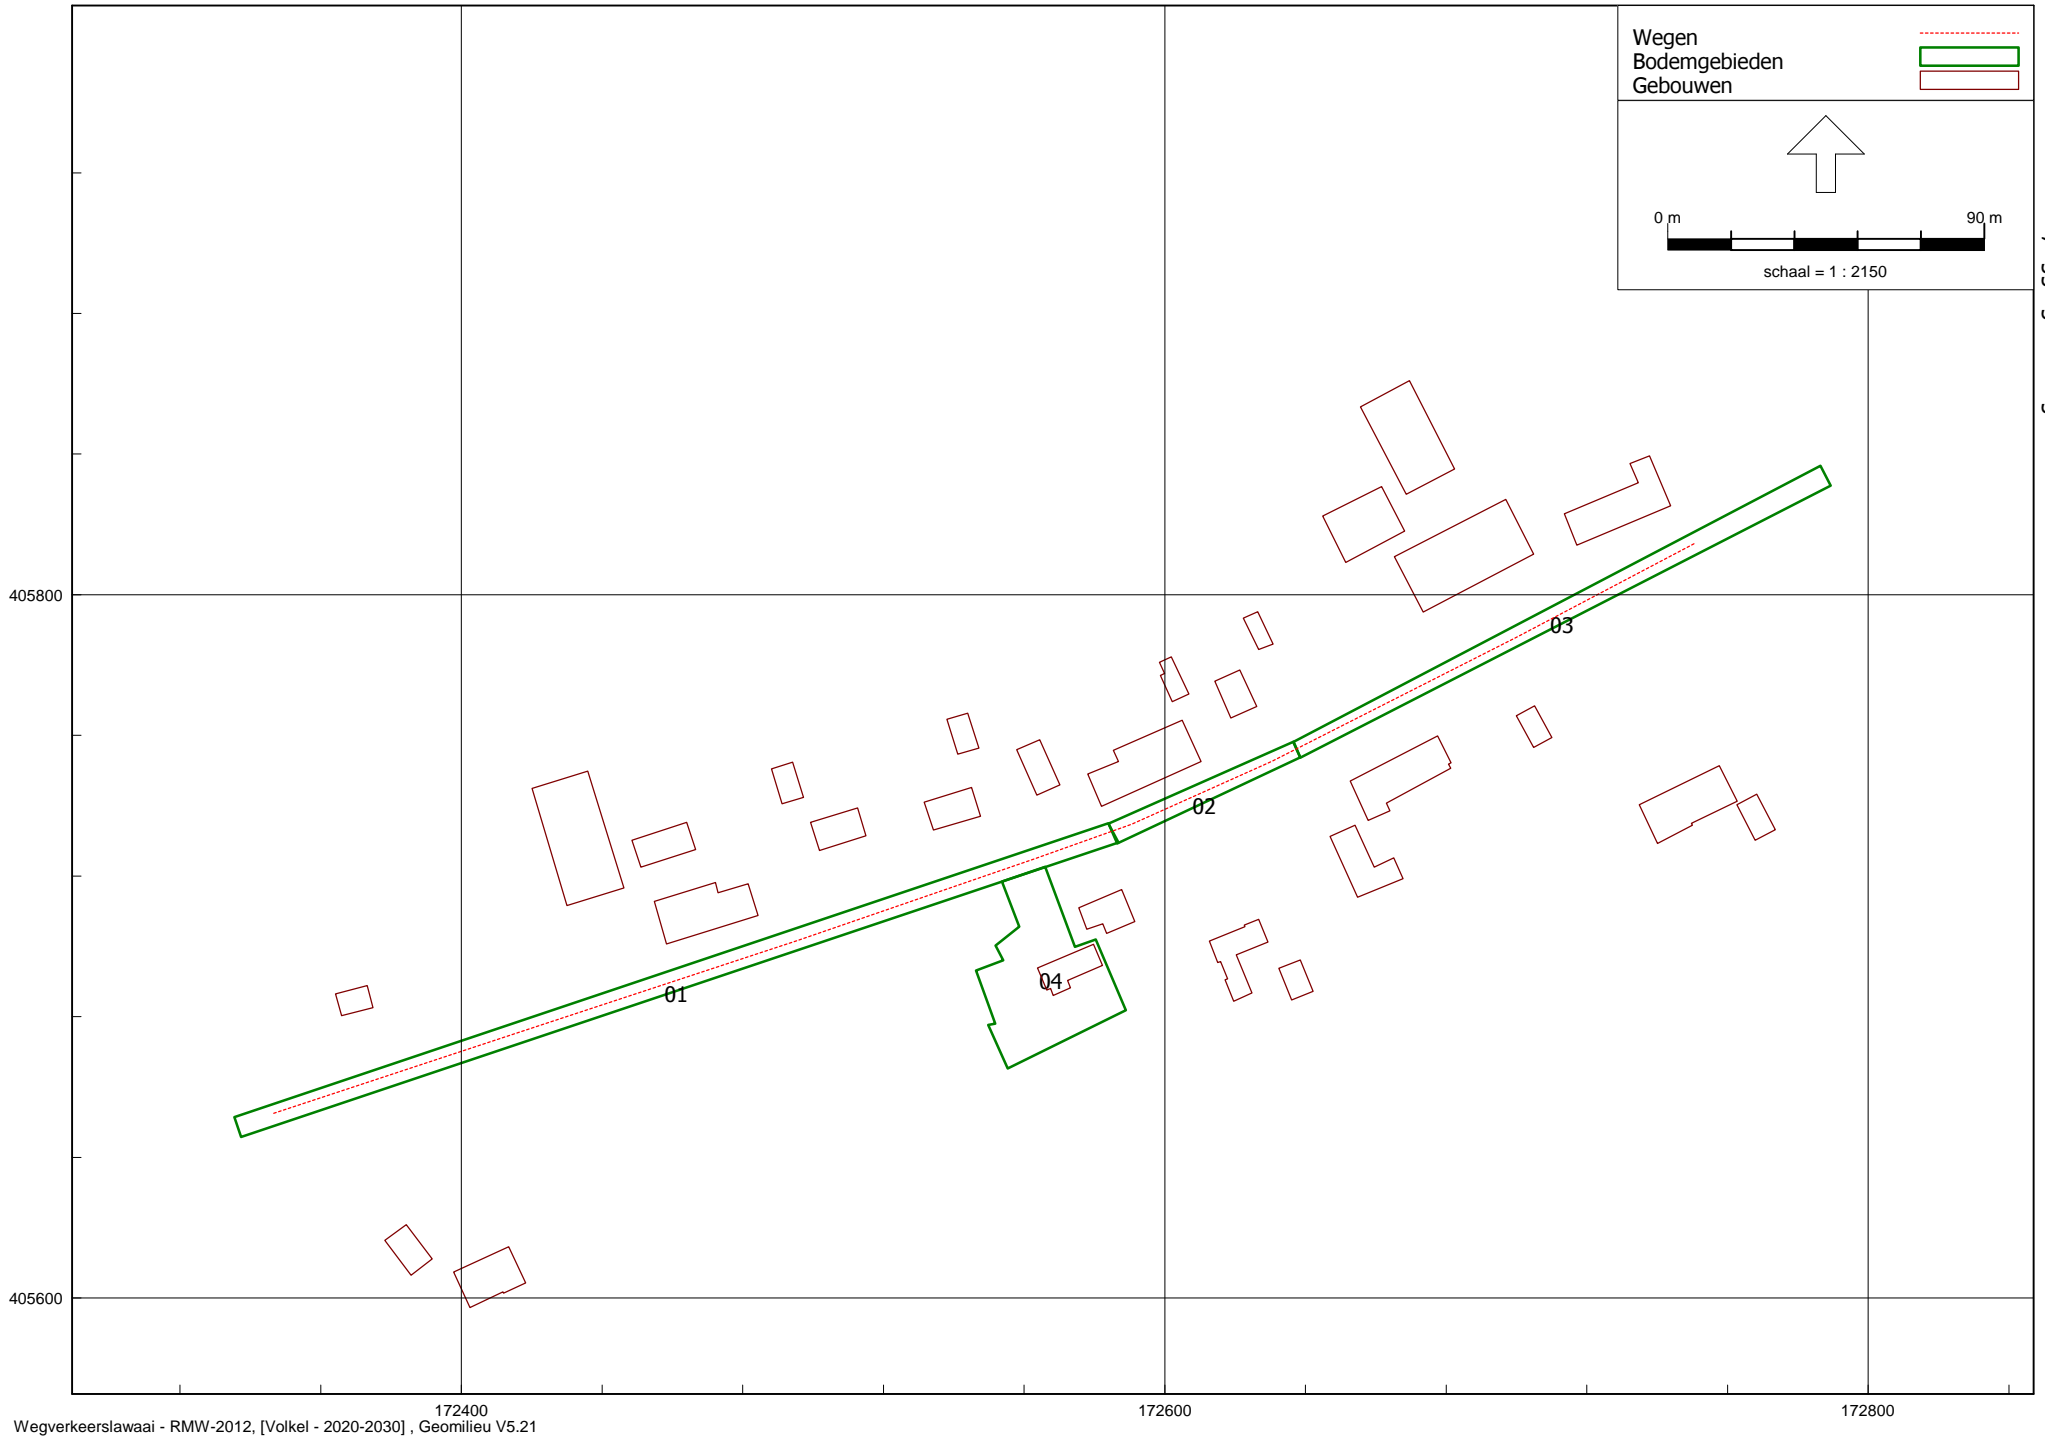 Wegen
Bodemgebieden
Gebouwen
0 m 90 m
schaal = 1 : 2150
405800
03
02
04
01
405600
172400 172600 172800
Wegverkeerslawaai - RMW-2012, [Volkel - 2020-2030] , Geomilieu V5.21